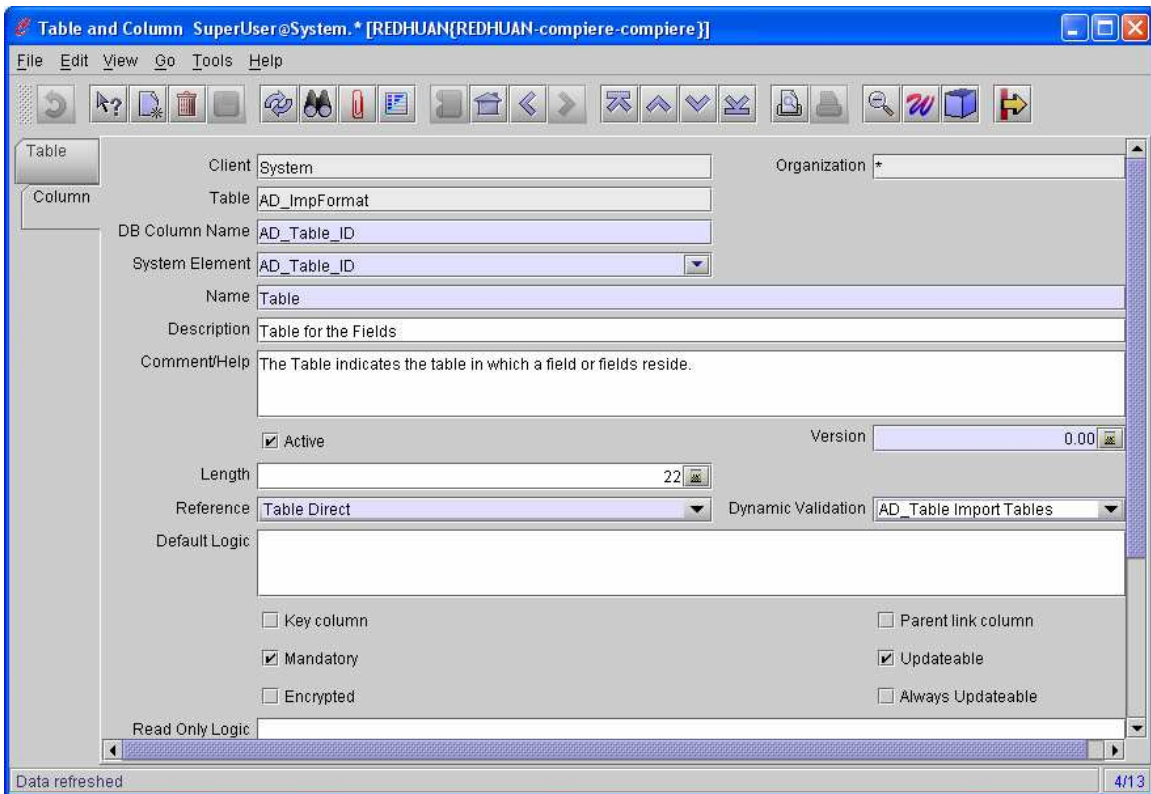 Table and Column SuperUser@System.* [REDHUAN{REDHUAN-compiere-compiere}]
File Edit View Go Tools Help
Table
Column
Client System Organization *
Table AD_ImpFormat
DB Column Name AD_Table_ID
System Element AD_Table_ID
Name Table
Description Table for the Fields
Comment/Help The Table indicates the table in which a field or fields reside.
Active Version 0.00
Length 22
Reference Table Direct Dynamic Validation AD_Table Import Tables
Default Logic
Key column Parent link column
Mandatory Updateable
Encrypted Always Updateable
Read Only Logic
Data refreshed 4/13